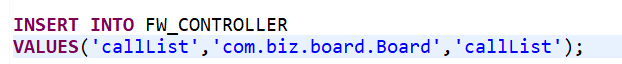 INSERT INTO FW_CONTROLLER
VALUES('callList','com.biz.board.Board','callList');